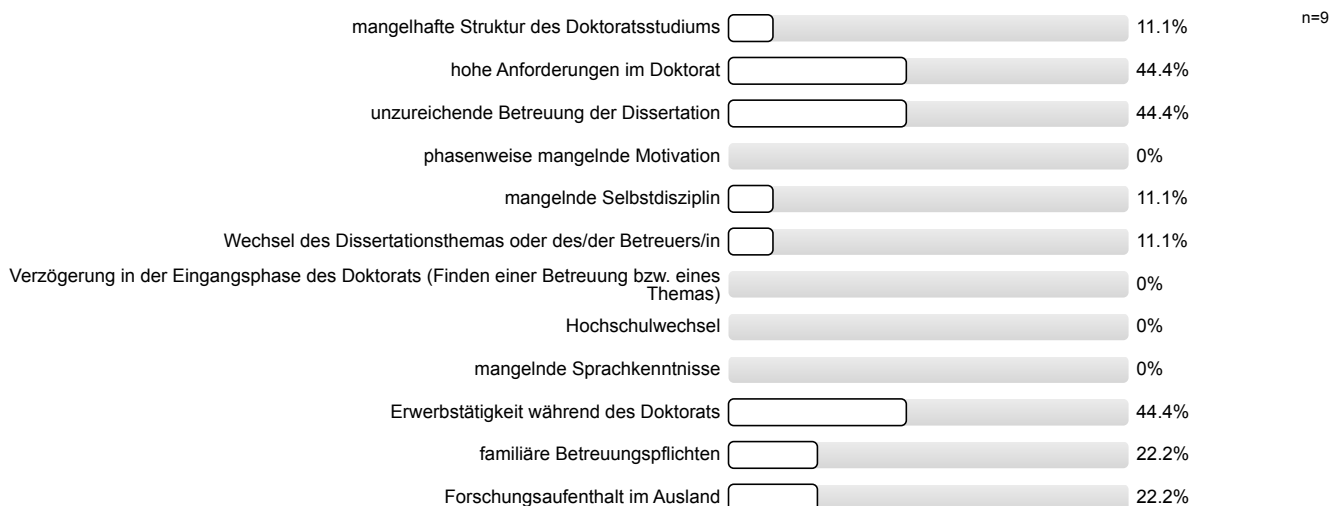 mangelhafte Struktur des Doktoratsstudiums 11.1% n=9
hohe Anforderungen im Doktorat 44.4%
unzureichende Betreuung der Dissertation 44.4%
phasenweise mangelnde Motivation 0%
mangelnde Selbstdisziplin 11.1%
Wechsel des Dissertationsthemas oder des/der Betreuers/in 11.1%
Verzögerung in der Eingangsphase des Doktorats (Finden einer Betreuung bzw. eines
Themas) 0%
Hochschulwechsel 0%
mangelnde Sprachkenntnisse 0%
Erwerbstätigkeit während des Doktorats 44.4%
familiäre Betreuungspflichten 22.2%
Forschungsaufenthalt im Ausland 22.2%